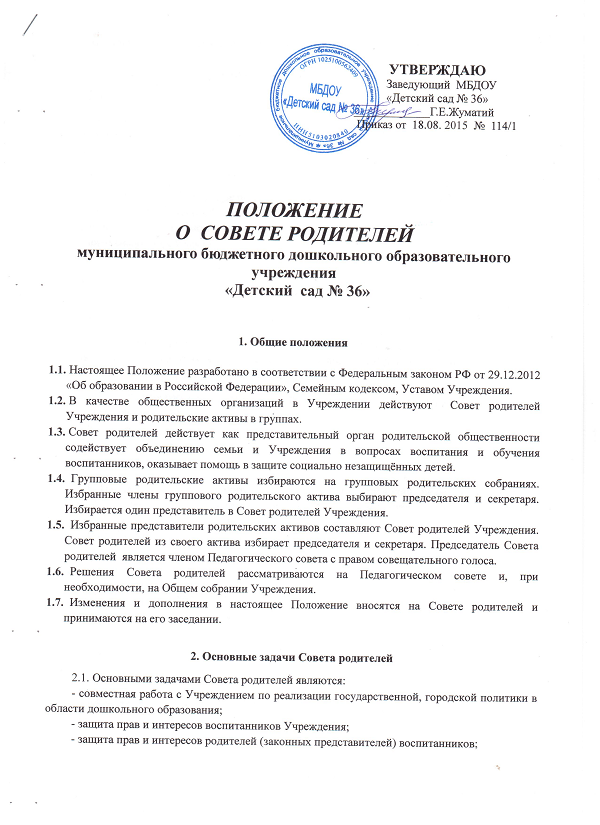 УТВЕРЖДАЮ
Заведующий МБДОУ
«Детский сад № 36»
Г.Е.Жуматий
Приказ от 18.08. 2015 № 114/1
МБДОУ
«Детский сад № 36»
ПОЛОЖЕНИЕ
О СОВЕТЕ РОДИТЕЛЕЙ
муниципального бюджетного дошкольного образовательного
учреждения
«Детский сад № 36»
1. Общие положения
1.1. Настоящее Положение разработано в соответствии с Федеральным законом РФ от 29.12.2012
«Об образовании в Российской Федерации», Семейным кодексом, Уставом Учреждения.
1.2. В качестве общественных организаций в Учреждении действуют Совет родителей
Учреждения и родительские активы в группах.
1.3. Совет родителей действует как представительный орган родительской общественности
содействует объединению семьи и Учреждения в вопросах воспитания и обучения
воспитанников, оказывает помощь в защите социально незащищённых детей.
1.4. Групповые родительские активы избираются на групповых родительских собраниях.
Избранные члены группового родительского актива выбирают председателя и секретаря.
Избирается один представитель в Совет родителей Учреждения.
1.5. Избранные представители родительских активов составляют Совет родителей Учреждения.
Совет родителей из своего актива избирает председателя и секретаря. Председатель Совета
родителей является членом Педагогического совета с правом совещательного голоса.
1.6. Решения Совета родителей рассматриваются на Педагогическом совете и, при
необходимости, на Общем собрании Учреждения.
1.7. Изменения и дополнения в настоящее Положение вносятся на Совете родителей и
принимаются на его заседании.
2. Основные задачи Совета родителей
2.1. Основными задачами Совета родителей являются:
- совместная работа с Учреждением по реализации государственной, городской политики в
области дошкольного образования;
- защита прав и интересов воспитанников Учреждения;
- защита прав и интересов родителей (законных представителей) воспитанников;